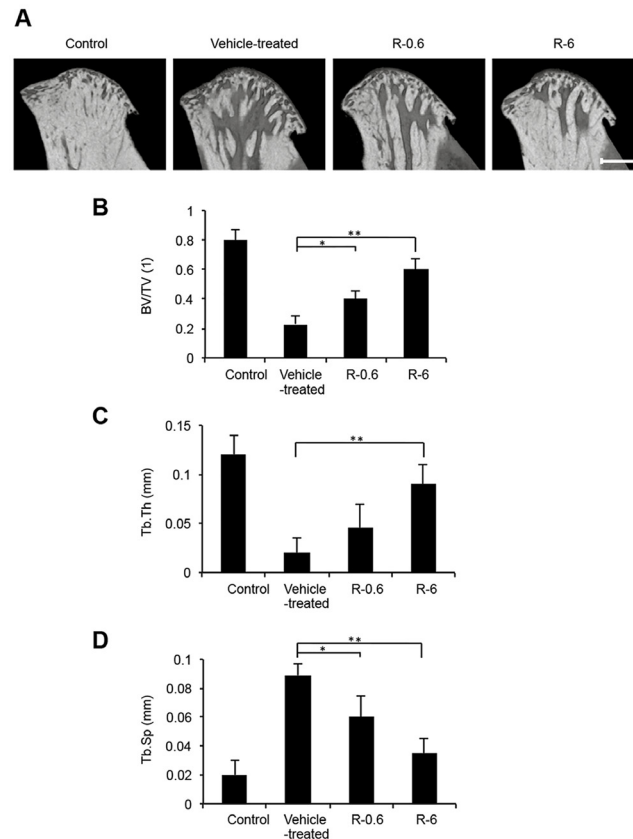 A
Control Vehicle-treated R-0.6 R-6
B
BV/TV (1)
1
0.8
0.6
0.4
0.2
0
* **
Control Vehicle -treated R-0.6 R-6
C
Tb.Th (mm)
0.15
0.1
0.05
0
**
Control Vehicle -treated R-0.6 R-6
D
Tb.Sp (mm)
0.1
0.08
0.06
0.04
0.02
0
* **
Control Vehicle -treated R-0.6 R-6